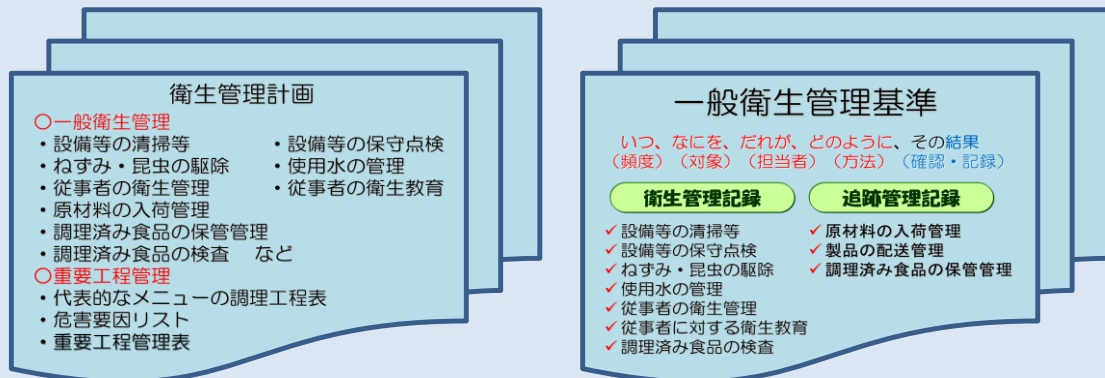 衛生管理計画
〇一般衛生管理
・設備等の清掃等　・設備等の保守点検
・ねずみ・昆虫の駆除　・使用水の管理
・従事者の衛生管理　・従事者の衛生教育
・原材料の入荷管理
・調理済み食品の保管管理
・調理済み食品の検査　など
〇重要工程管理
・代表的なメニューの調理工程表
・危害要因リスト
・重要工程管理表
一般衛生管理基準
いつ、なにを、だれが、どのように、その結果
（頻度）（対象）（担当者）（方法）（確認・記録）
衛生管理記録
✓設備等の清掃等
✓設備等の保守点検
✓ねずみ・昆虫の駆除
✓使用水の管理
✓従事者の衛生管理
✓従事者に対する衛生教育
✓調理済み食品の検査
追跡管理記録
✓原材料の入荷管理
✓製品の配送管理
✓調理済み食品の保管管理